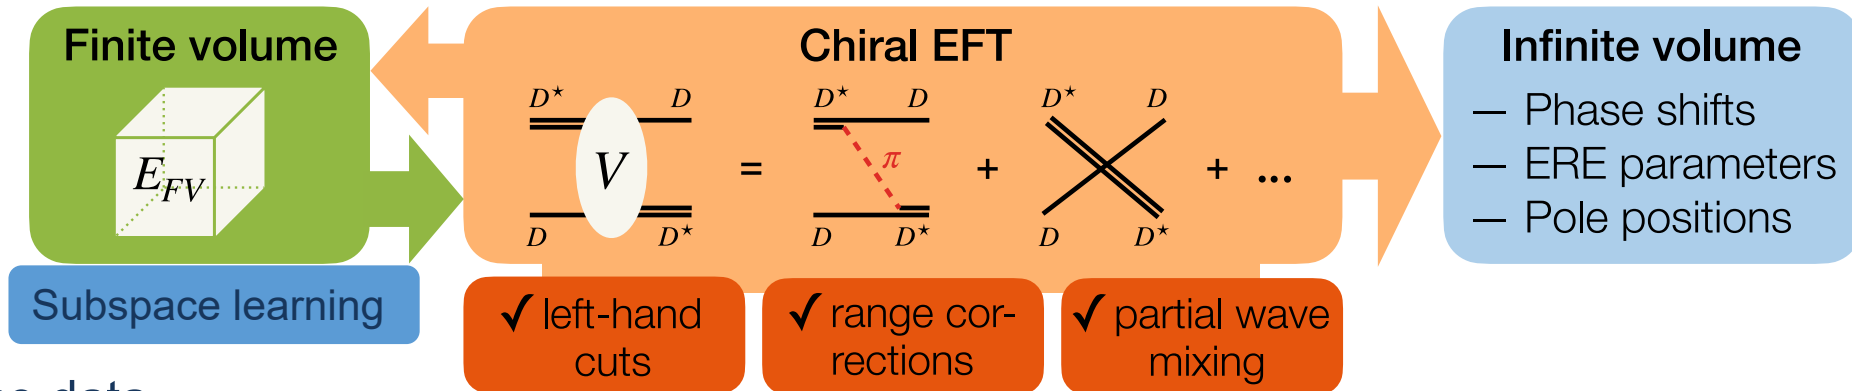 Finite volume
E_FV
Subspace learning
Chiral EFT
D* D D* D D* D
V = π + + ...
D D* D D* D D*
✓ left-hand
cuts
✓ range cor-
rections
✓ partial wave
mixing
Infinite volume
— Phase shifts
— ERE parameters
— Pole positions